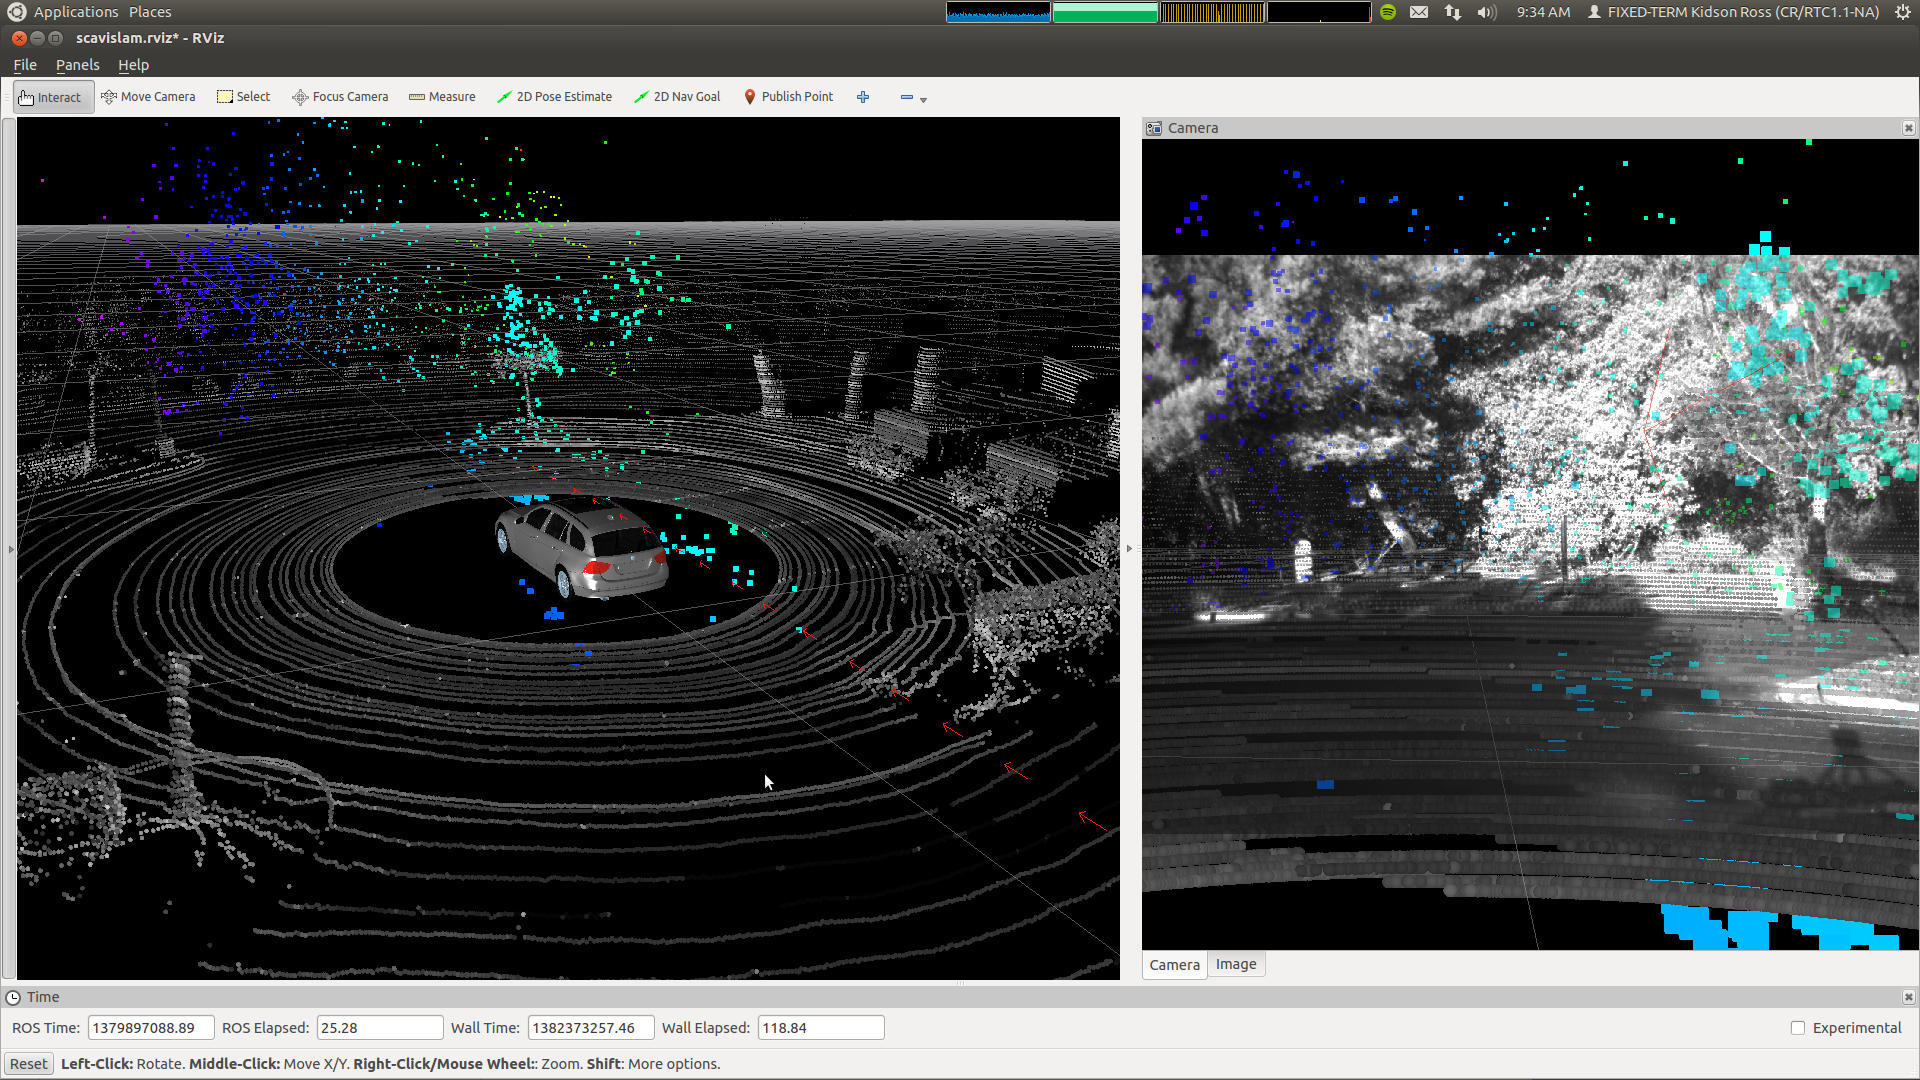 Applications Places
9:34 AM FIXED-TERM Kidson Ross (CR/RTC1.1-NA)
scavislam.rviz* - RViz
File Panels Help
Interact Move Camera Select Focus Camera Measure 2D Pose Estimate 2D Nav Goal Publish Point
Camera
Camera Image
Time
ROS Time: 1379897088.89 ROS Elapsed: 25.28 Wall Time: 1382373257.46 Wall Elapsed: 118.84 Experimental
Reset Left-Click: Rotate. Middle-Click: Move X/Y. Right-Click/Mouse Wheel:: Zoom. Shift: More options.